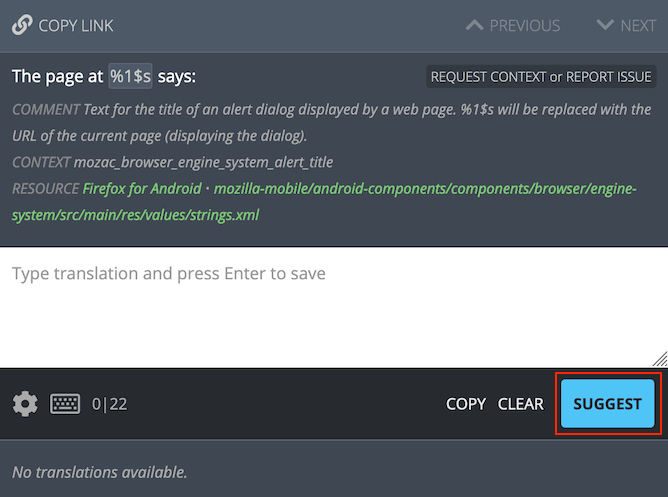 COPY LINK
PREVIOUS
NEXT
The page at %1$s says:
REQUEST CONTEXT or REPORT ISSUE
COMMENT Text for the title of an alert dialog displayed by a web page. %1$s will be replaced with the
URL of the current page (displaying the dialog).
CONTEXT mozac_browser_engine_system_alert_title
RESOURCE Firefox for Android • mozilla-mobile/android-components/components/browser/engine-
system/src/main/res/values/strings.xml
Type translation and press Enter to save
0|22
COPY
CLEAR
SUGGEST
No translations available.